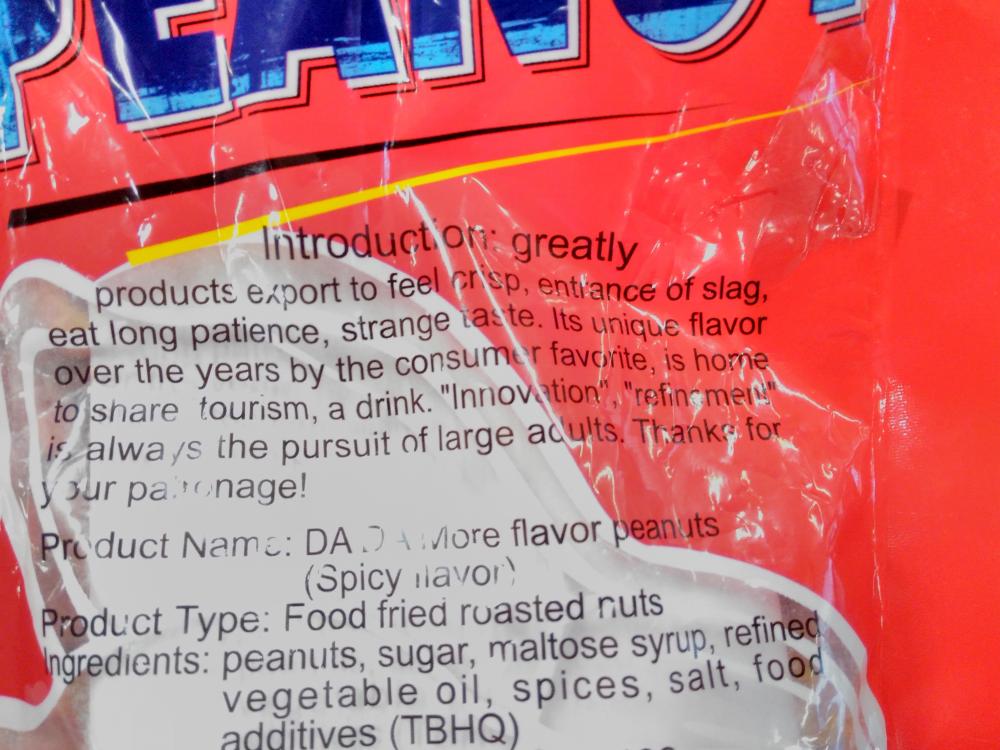 PEANUT
Introduction: greatly
products export to feel crisp, entrance of slag,
eat long patience, strange taste. Its unique flavor
over the years by the consumer favorite, is home
to share tourism, a drink. "Innovation", "refinement"
is always the pursuit of large adults. Thanks for
your patronage!
Product Name: DA DA More flavor peanuts
(Spicy flavor)
Product Type: Food fried roasted nuts
Ingredients: peanuts, sugar, maltose syrup, refined
vegetable oil, spices, salt, food
additives (TBHQ)